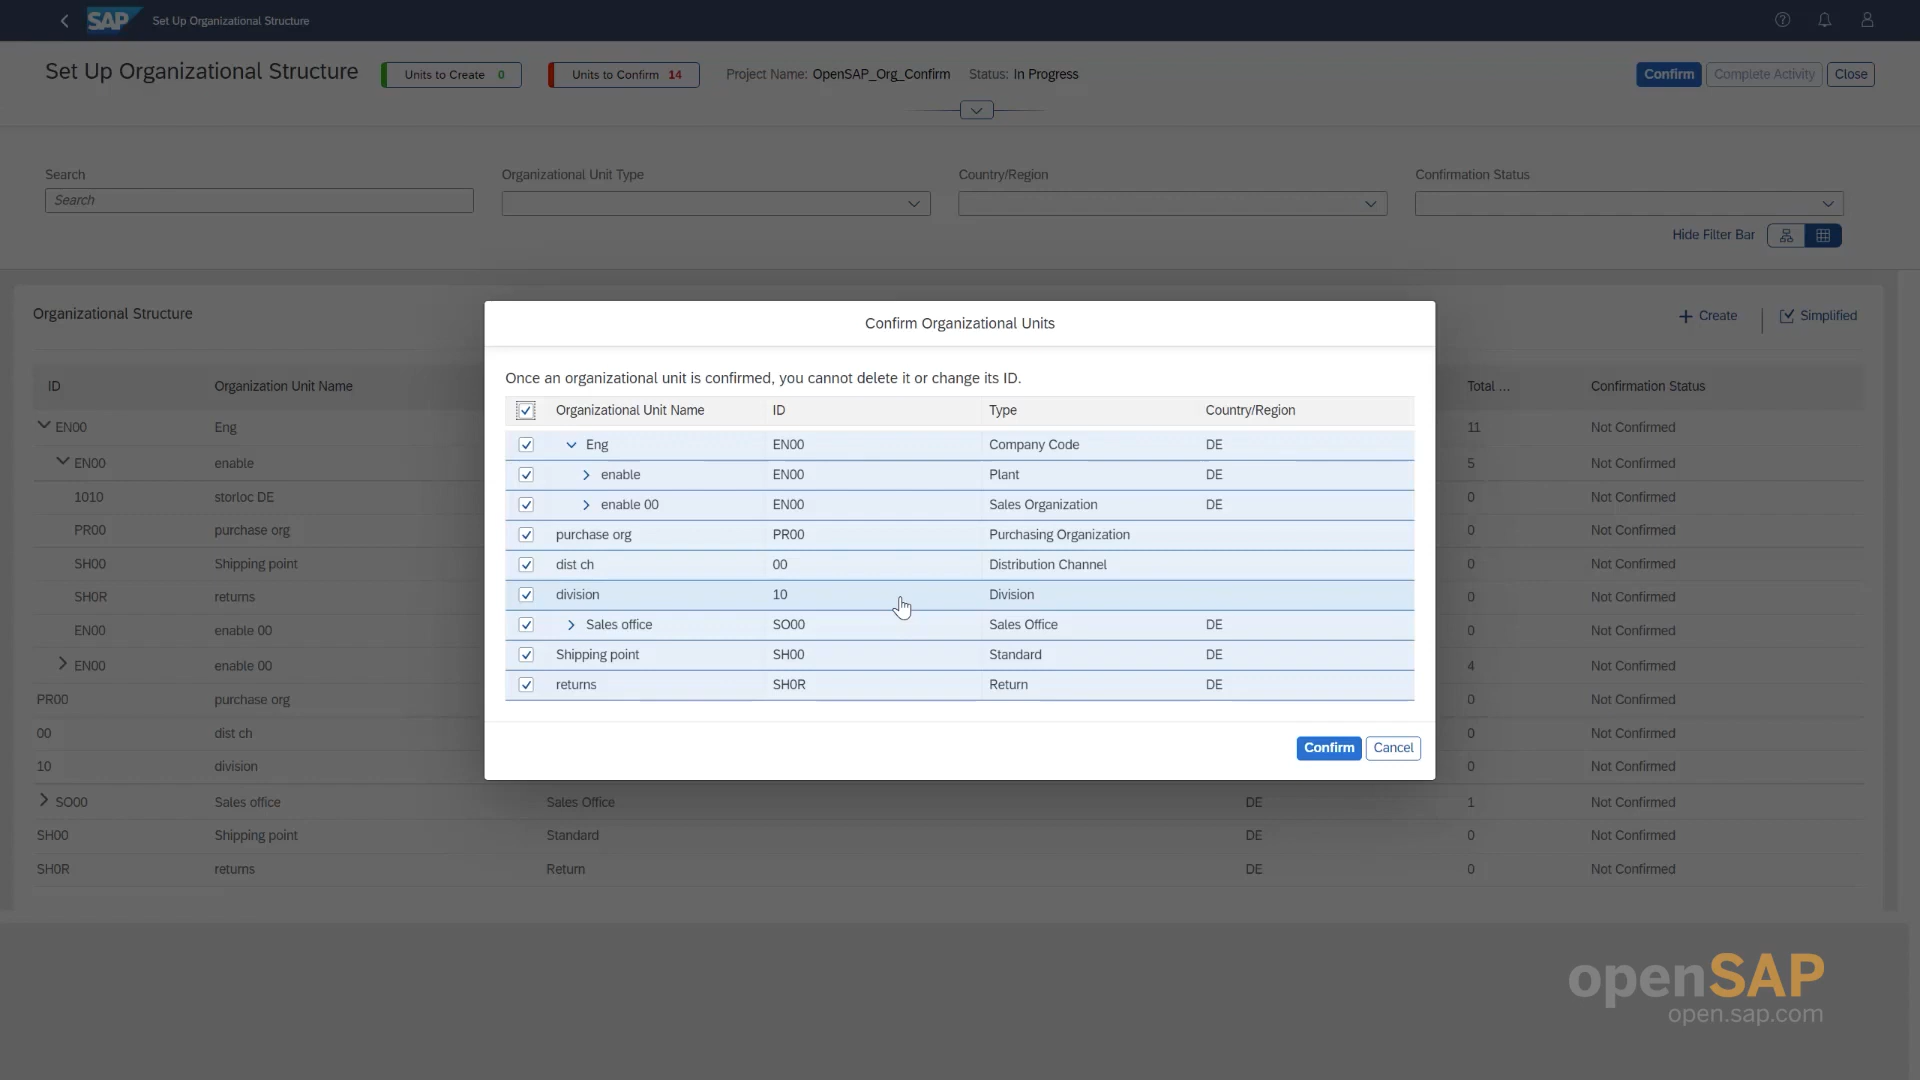 SAP Set Up Organizational Structure
Set Up Organizational Structure Units to Create 0 Units to Confirm 14 Project Name: OpenSAP_Org_Confirm Status: In Progress Confirm Complete Activity Close
Search Organizational Unit Type Country/Region Confirmation Status
Search
Hide Filter Bar
Organizational Structure Create Simplified
ID Organization Unit Name Total ... Confirmation Status
EN00 Eng 11 Not Confirmed
EN00 enable 5 Not Confirmed
1010 storloc DE 0 Not Confirmed
PR00 purchase org 0 Not Confirmed
SH00 Shipping point 0 Not Confirmed
SH0R returns 0 Not Confirmed
EN00 enable 00 0 Not Confirmed
EN00 enable 00 4 Not Confirmed
PR00 purchase org 0 Not Confirmed
00 dist ch 0 Not Confirmed
10 division 0 Not Confirmed
SO00 Sales office Sales Office DE 1 Not Confirmed
SH00 Shipping point Standard DE 0 Not Confirmed
SH0R returns Return DE 0 Not Confirmed
Confirm Organizational Units
Once an organizational unit is confirmed, you cannot delete it or change its ID.
Organizational Unit Name ID Type Country/Region
Eng EN00 Company Code DE
enable EN00 Plant DE
enable 00 EN00 Sales Organization DE
purchase org PR00 Purchasing Organization
dist ch 00 Distribution Channel
division 10 Division
Sales office SO00 Sales Office DE
Shipping point SH00 Standard DE
returns SH0R Return DE
Confirm Cancel
openSAP
open.sap.com